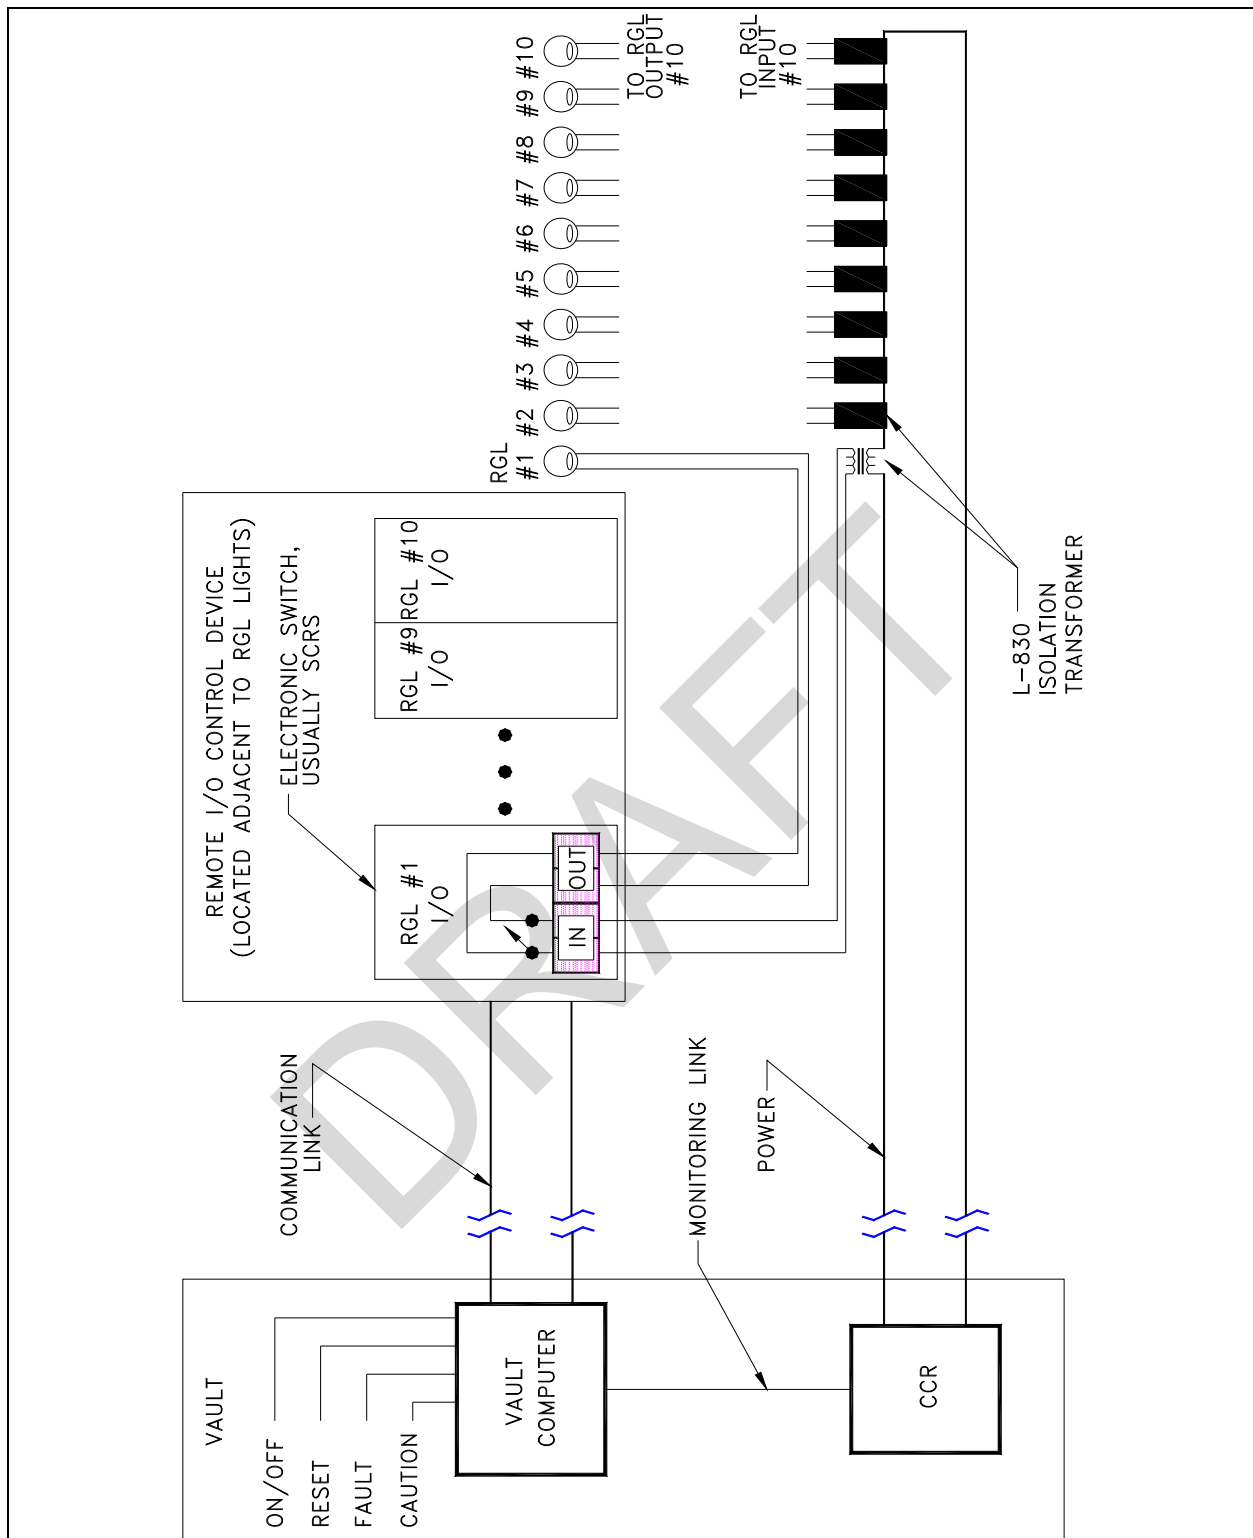 VAULT
ON/OFF
RESET
FAULT
CAUTION
VAULT
COMPUTER
CCR
COMMUNICATION
LINK
MONITORING LINK
POWER
REMOTE I/O CONTROL DEVICE
(LOCATED ADJACENT TO RGL LIGHTS)
ELECTRONIC SWITCH,
USUALLY SCRS
RGL #1
I/O
IN
OUT
RGL #9
I/O
RGL #10
I/O
RGL
#1
#2
#3
#4
#5
#6
#7
#8
#9
#10
TO RGL
OUTPUT
#10
TO RGL
INPUT
#10
L-830
ISOLATION
TRANSFORMER
DRAFT